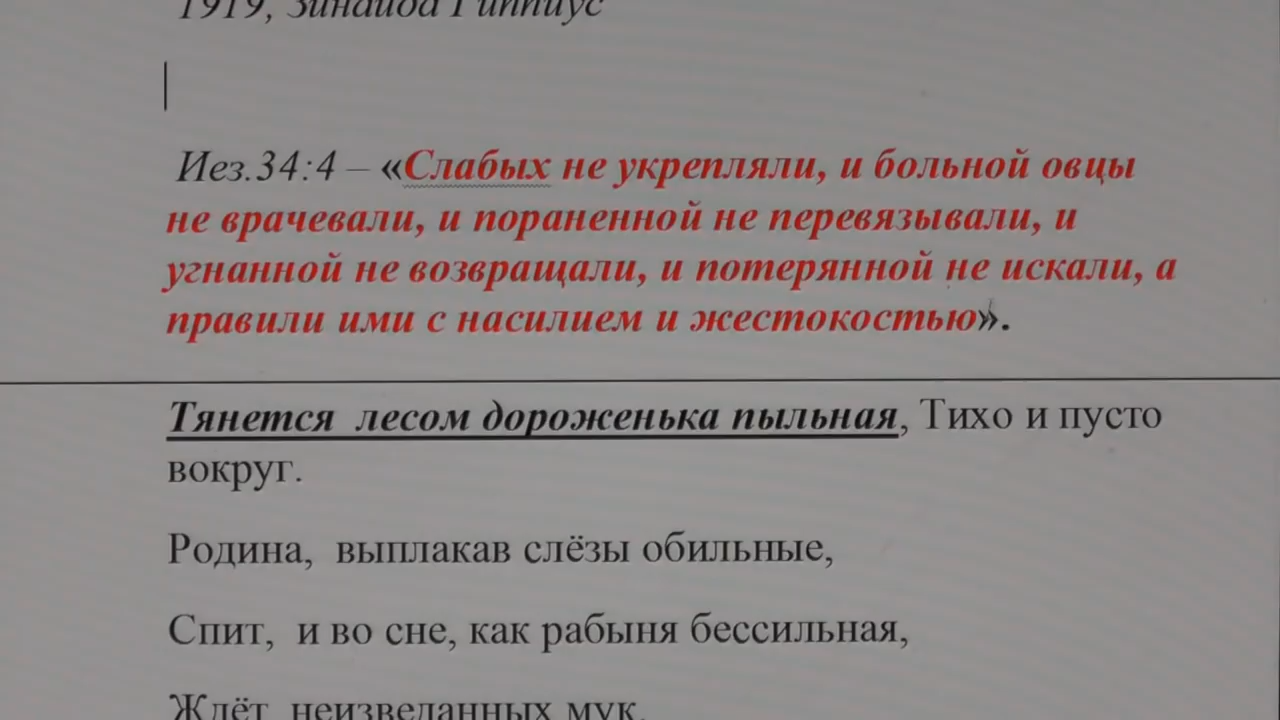 1919, Зинаида Гиппиус
Иез.34:4 – «Слабых не укрепляли, и больной овцы
не врачевали, и пораненной не перевязывали, и
угнанной не возвращали, и потерянной не искали, а
правили ими с насилием и жестокостью».
Тянется лесом дороженька пыльная, Тихо и пусто
вокруг.
Родина, выплакав слёзы обильные,
Спит, и во сне, как рабыня бессильная,
Ждёт неизведанных мук.